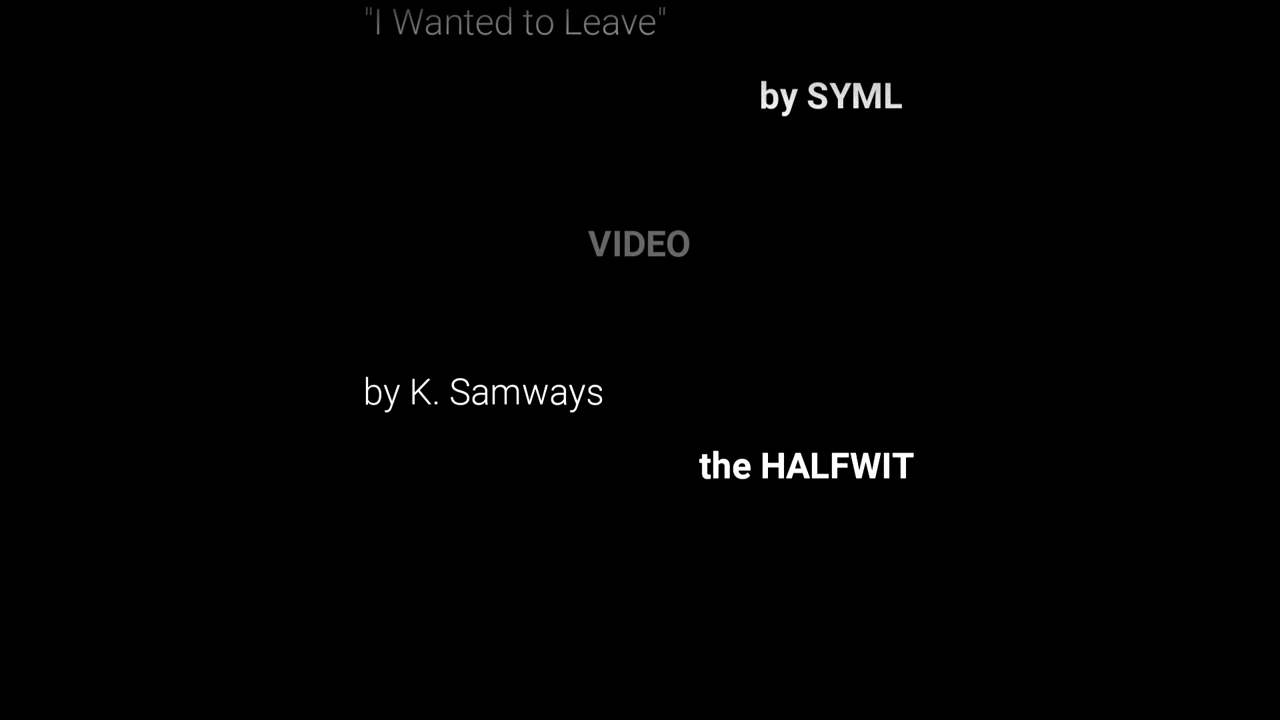 "I Wanted to Leave"
by SYML
VIDEO
by K. Samways
the HALFWIT